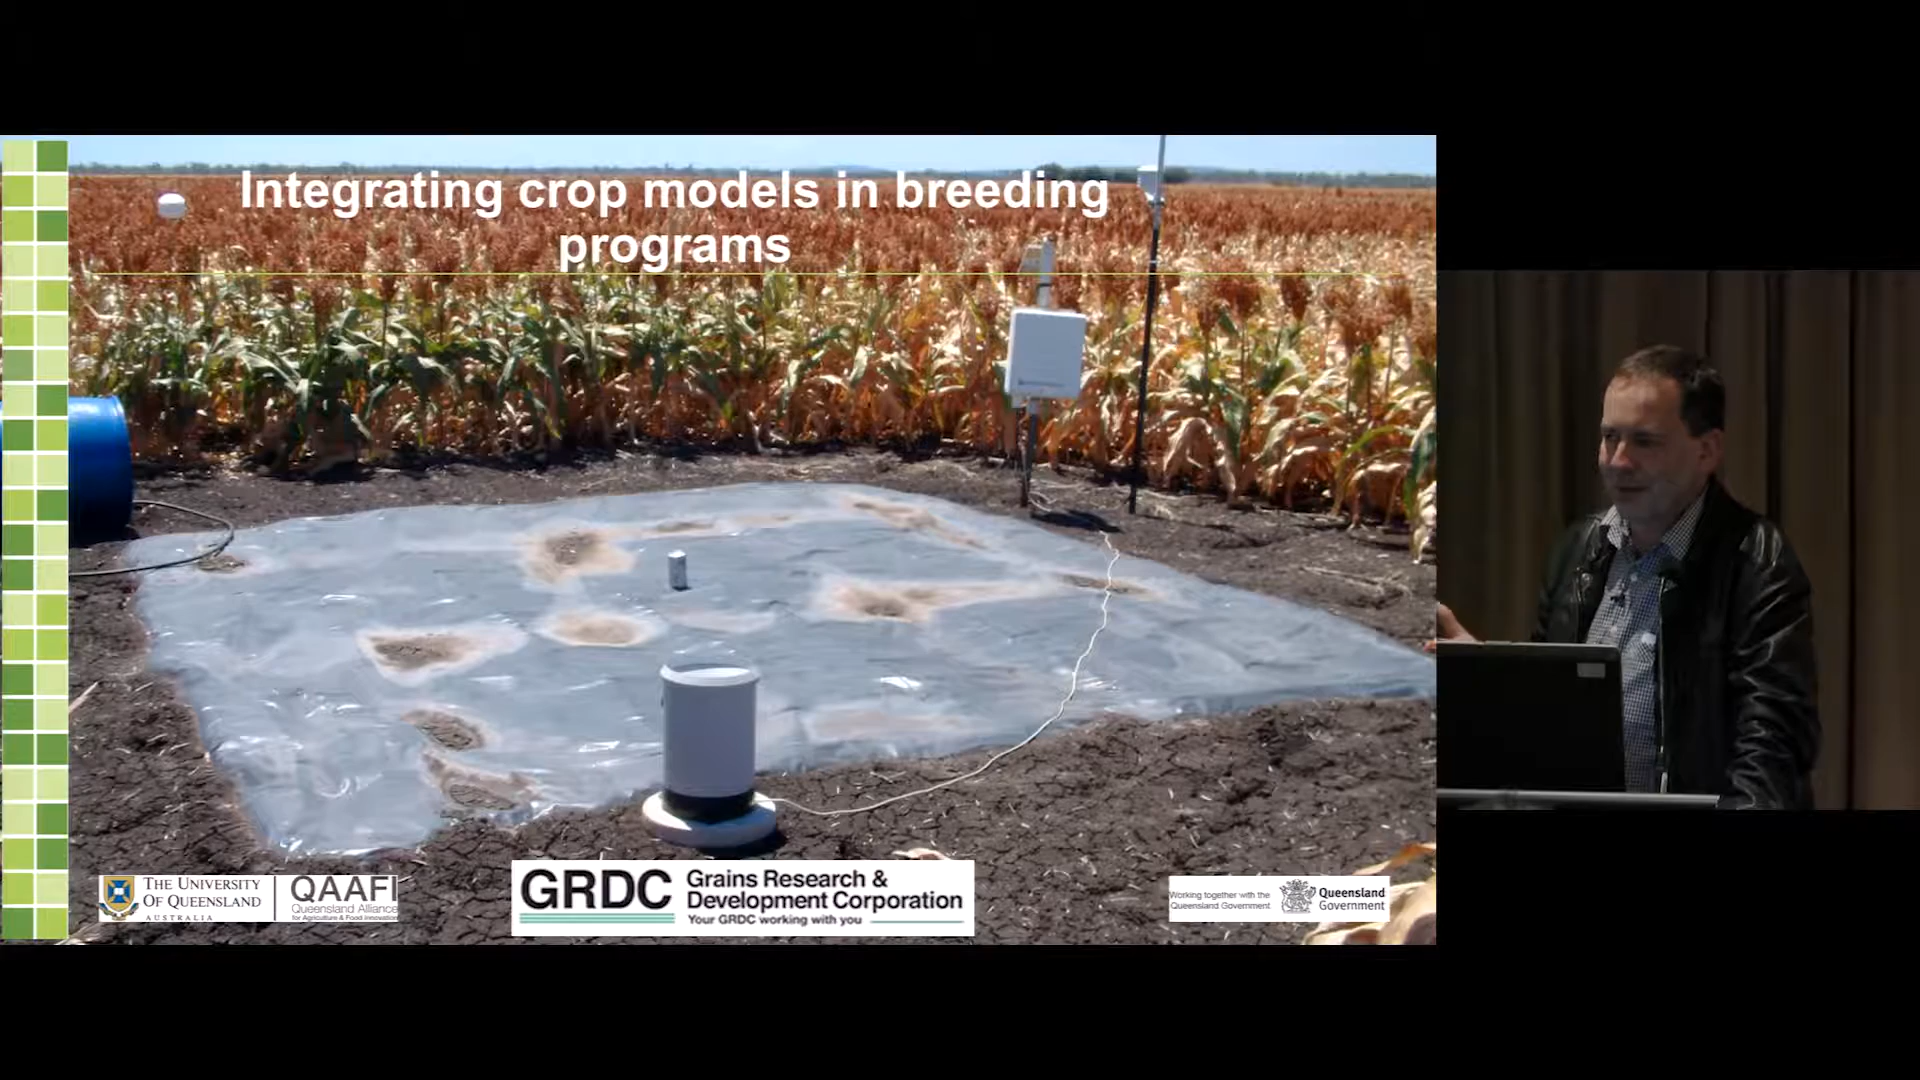 Integrating crop models in breeding
programs
THE UNIVERSITY
OF QUEENSLAND
AUSTRALIA
QAAFI
Queensland Alliance
for Agriculture & Food Innovation
GRDC
Grains Research &
Development Corporation
Your GRDC working with you
Working together with the
Queensland Government
Queensland
Government